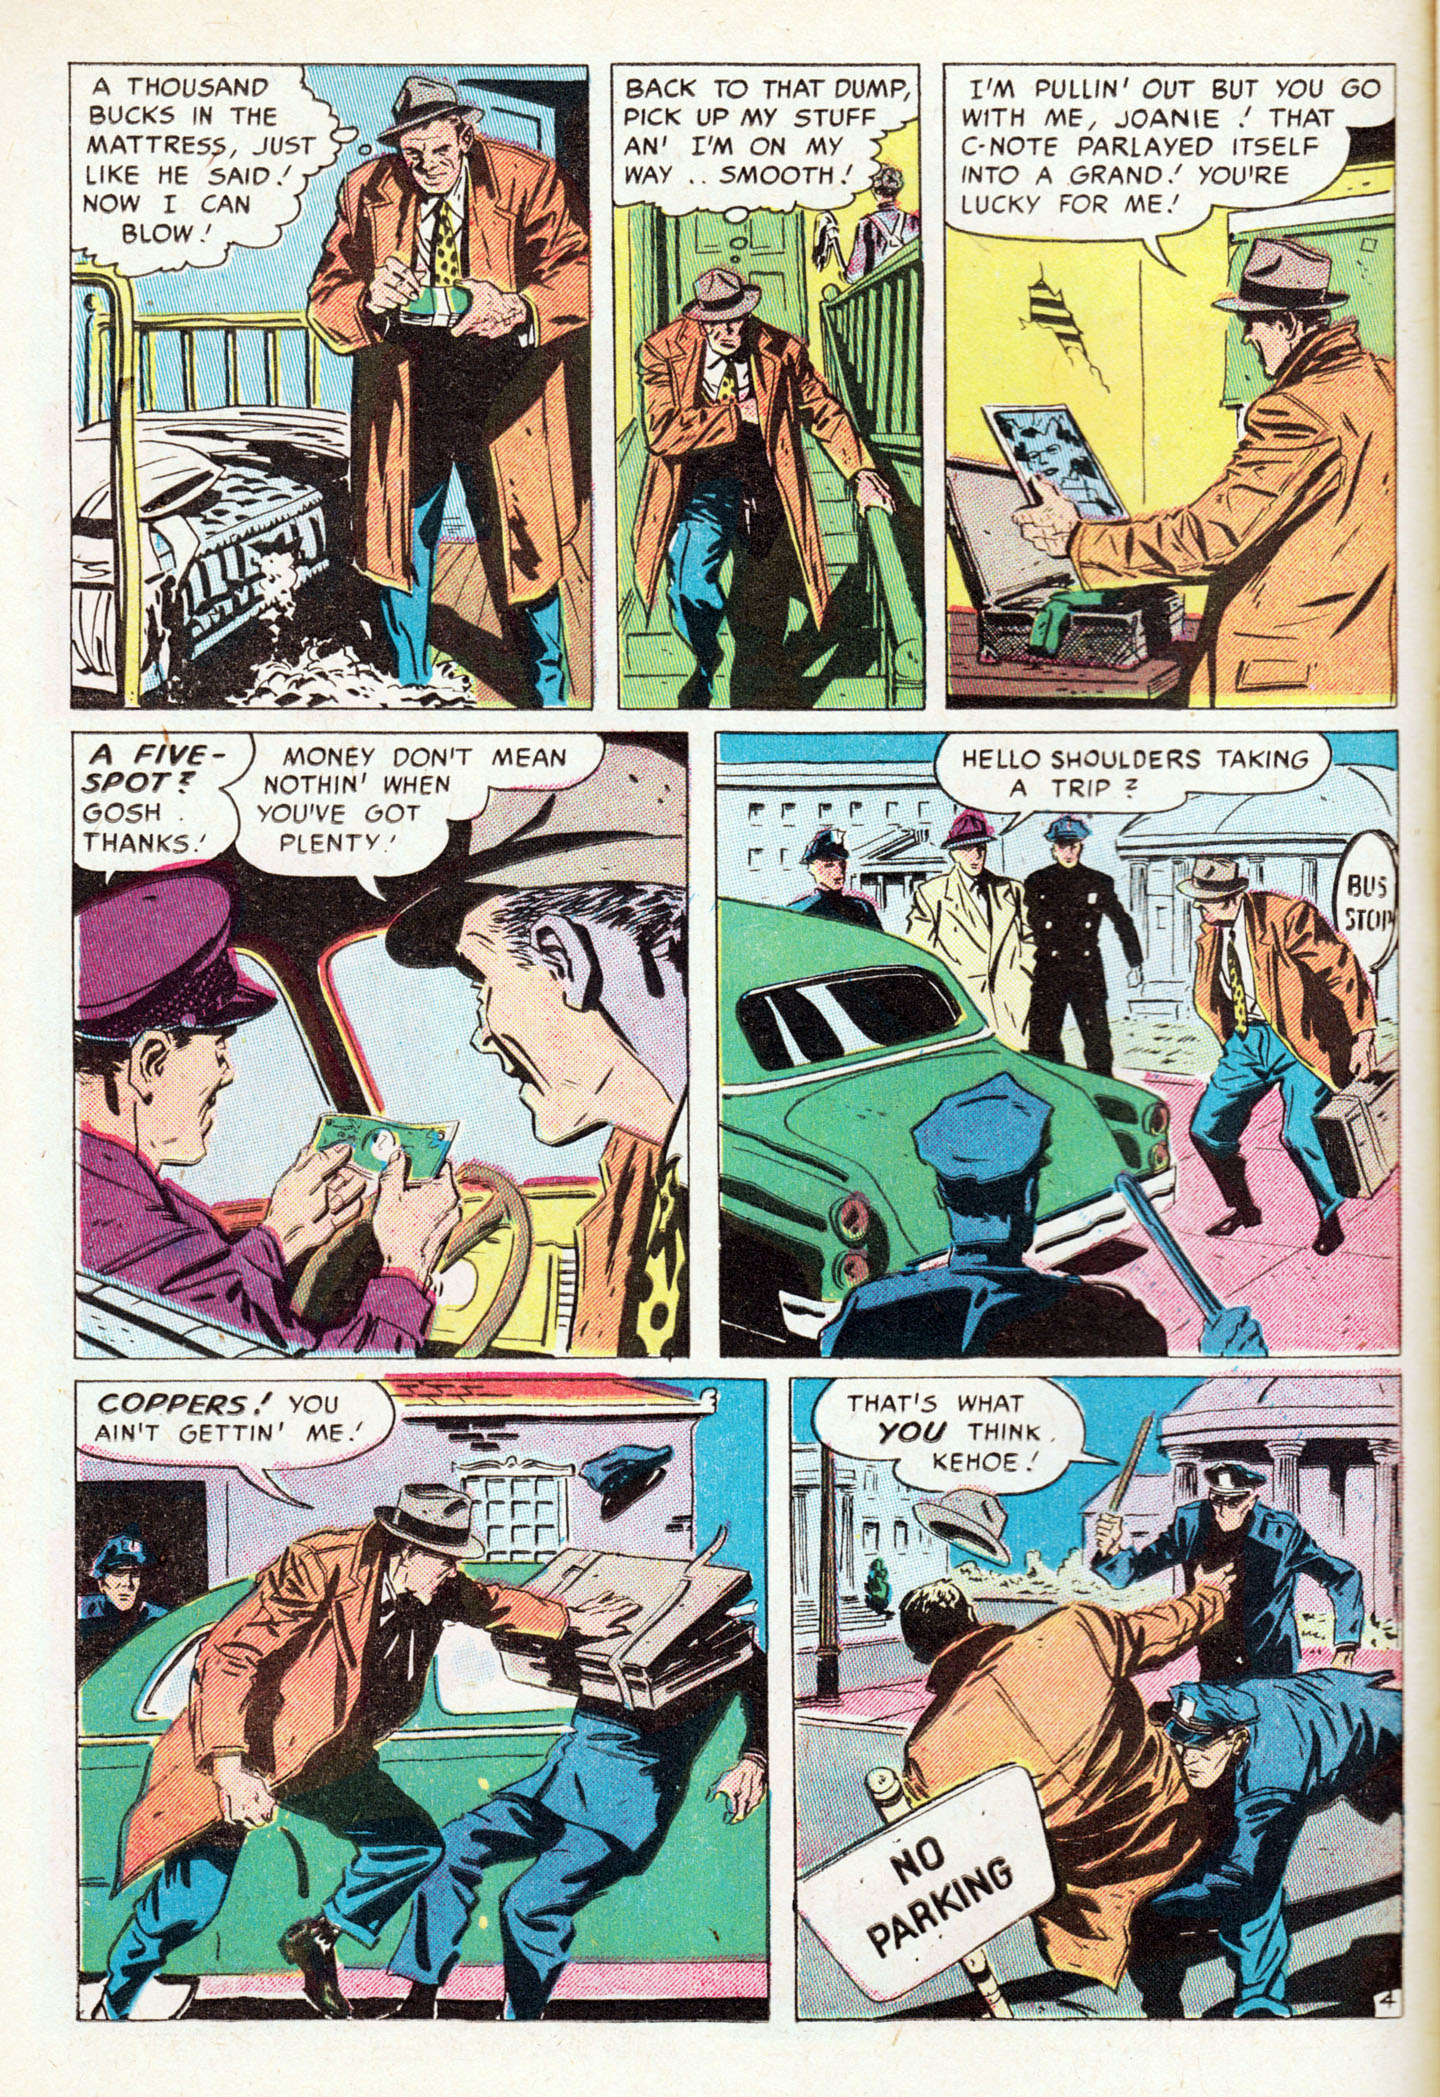 A THOUSAND
BUCKS IN THE
MATTRESS, JUST
LIKE HE SAID!
NOW I CAN
BLOW!
BACK TO THAT DUMP,
PICK UP MY STUFF
AN' I'M ON MY
WAY .. SMOOTH!
I'M PULLIN' OUT BUT YOU GO
WITH ME, JOANIE! THAT
C-NOTE PARLAYED ITSELF
INTO A GRAND! YOU'RE
LUCKY FOR ME!
A FIVE-
SPOT?
GOSH.
THANKS!
MONEY DON'T MEAN
NOTHIN' WHEN
YOU'VE GOT
PLENTY!
HELLO SHOULDERS TAKING
A TRIP?
BUS
STOP
COPPERS! YOU
AIN'T GETTIN' ME!
THAT'S WHAT
YOU THINK,
KEHOE!
NO
PARKING
4